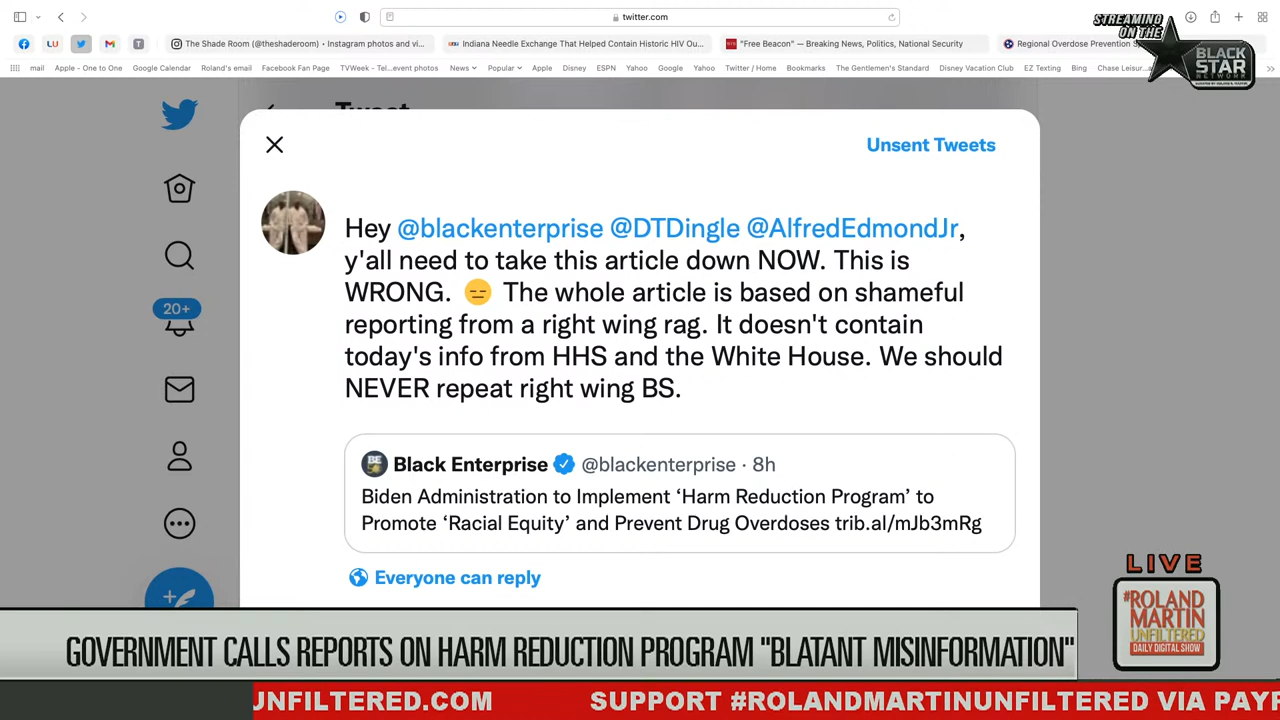 twitter.com
STREAMING
ON THE
BLACK
STAR
NETWORK
The Shade Room (@theshaderoom) • Instagram photos and vi...
Indiana Needle Exchange That Helped Contain Historic HIV Ou...
"Free Beacon" — Breaking News, Politics, National Security
Regional Overdose Prevention
mail
Apple - One to One
Google Calendar
Roland's email
Facebook Fan Page
TVWeek - Tel...event photos
News
Popular
Apple
Disney
ESPN
Yahoo
Google
Yahoo
Twitter / Home
Bookmarks
The Gentlemen's Standard
Disney Vacation Club
EZ Texting
Bing
Chase Leisur...
Tweet
Unsent Tweets
Hey @blackenterprise @DTDingle @AlfredEdmondJr,
y'all need to take this article down NOW. This is
WRONG. 😑 The whole article is based on shameful
reporting from a right wing rag. It doesn't contain
today's info from HHS and the White House. We should
NEVER repeat right wing BS.
20+
Black Enterprise @blackenterprise · 8h
Biden Administration to Implement ‘Harm Reduction Program’ to
Promote ‘Racial Equity’ and Prevent Drug Overdoses trib.al/mJb3mRg
Everyone can reply
LIVE
#ROLAND
MARTIN
UNFILTERED
DAILY DIGITAL SHOW
GOVERNMENT CALLS REPORTS ON HARM REDUCTION PROGRAM "BLATANT MISINFORMATION"
UNFILTERED.COM SUPPORT #ROLANDMARTINUNFILTERED VIA PAYP